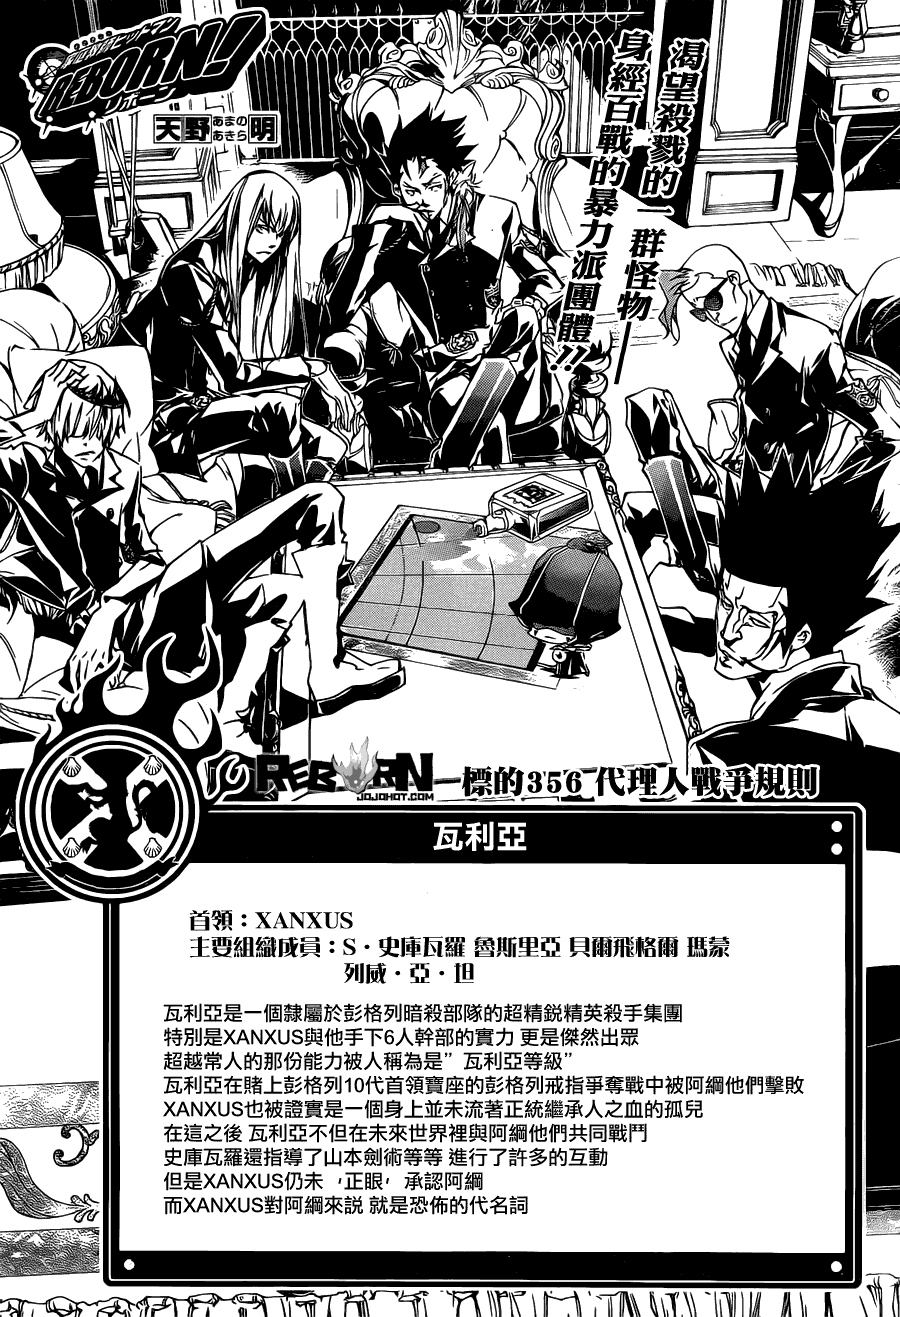 REBORN!!
リボーン
天野明
あまの
あきら
渴望殺戮的一群怪物——
身經百戰的暴力派團體!!
REBORN
JOJOHOT.COM
標的356 代理人戰爭規則
瓦利亞
首領：XANXUS
主要組織成員：S・史庫瓦羅 魯斯里亞 貝爾飛格爾 瑪蒙
列威・亞・坦
瓦利亞是一個隸屬於彭格列暗殺部隊的超精銳精英殺手集團
特別是XANXUS與他手下6人幹部的實力 更是傑然出眾
超越常人的那份能力被人稱為是”瓦利亞等級”
瓦利亞在賭上彭格列10代首領寶座的彭格列戒指爭奪戰中被阿綱他們擊敗
XANXUS也被證實是一個身上並未流著正統繼承人之血的孤兒
在這之後 瓦利亞不但在未來世界裡與阿綱他們共同戰鬥
史庫瓦羅還指導了山本劍術等等 進行了許多的互動
但是XANXUS仍未 ‚正眼‚ 承認阿綱
而XANXUS對阿綱來説 就是恐佈的代名詞